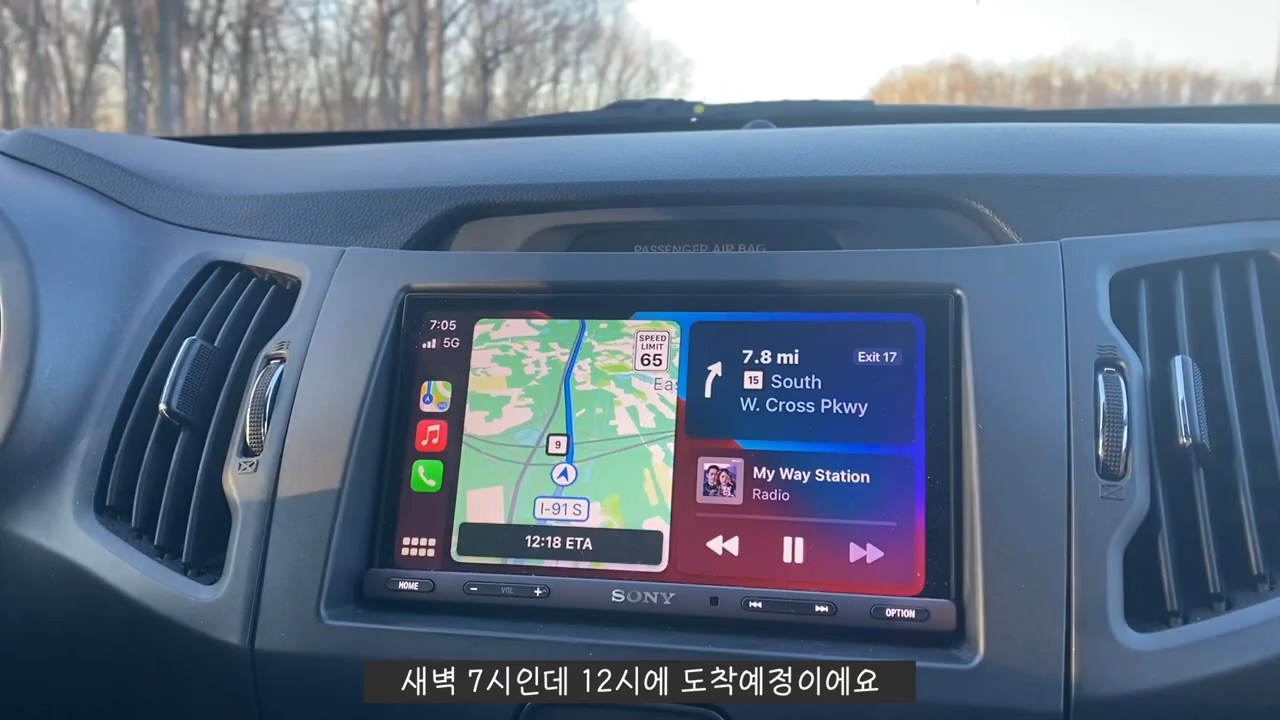 PASSENGER AIR BAG
7:05
5G
SPEED
LIMIT
65
Eas
9
I-91 S
12:18 ETA
7.8 mi
Exit 17
15 South
W. Cross Pkwy
My Way Station
Radio
HOME
- VOL +
SONY
OPTION
새벽 7시인데 12시에 도착예정이에요